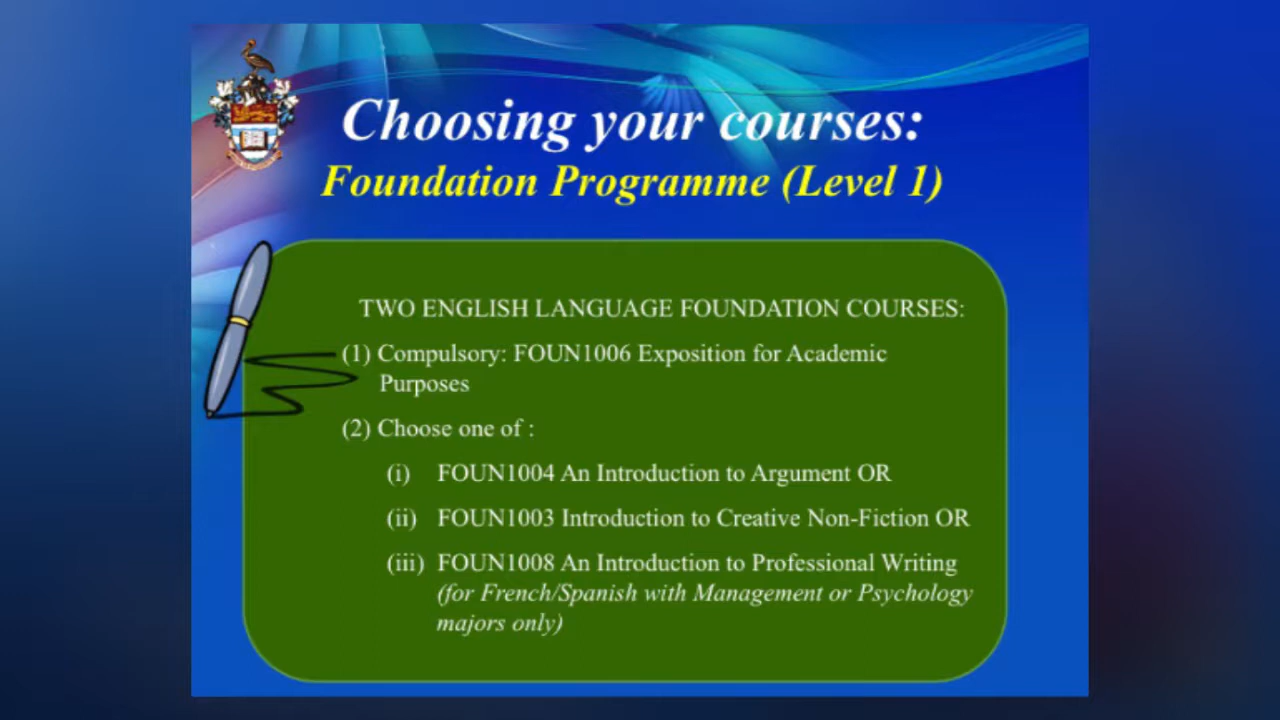 Choosing your courses:
Foundation Programme (Level 1)
TWO ENGLISH LANGUAGE FOUNDATION COURSES:
(1) Compulsory: FOUN1006 Exposition for Academic
Purposes
(2) Choose one of :
(i) FOUN1004 An Introduction to Argument OR
(ii) FOUN1003 Introduction to Creative Non-Fiction OR
(iii) FOUN1008 An Introduction to Professional Writing
(for French/Spanish with Management or Psychology
majors only)